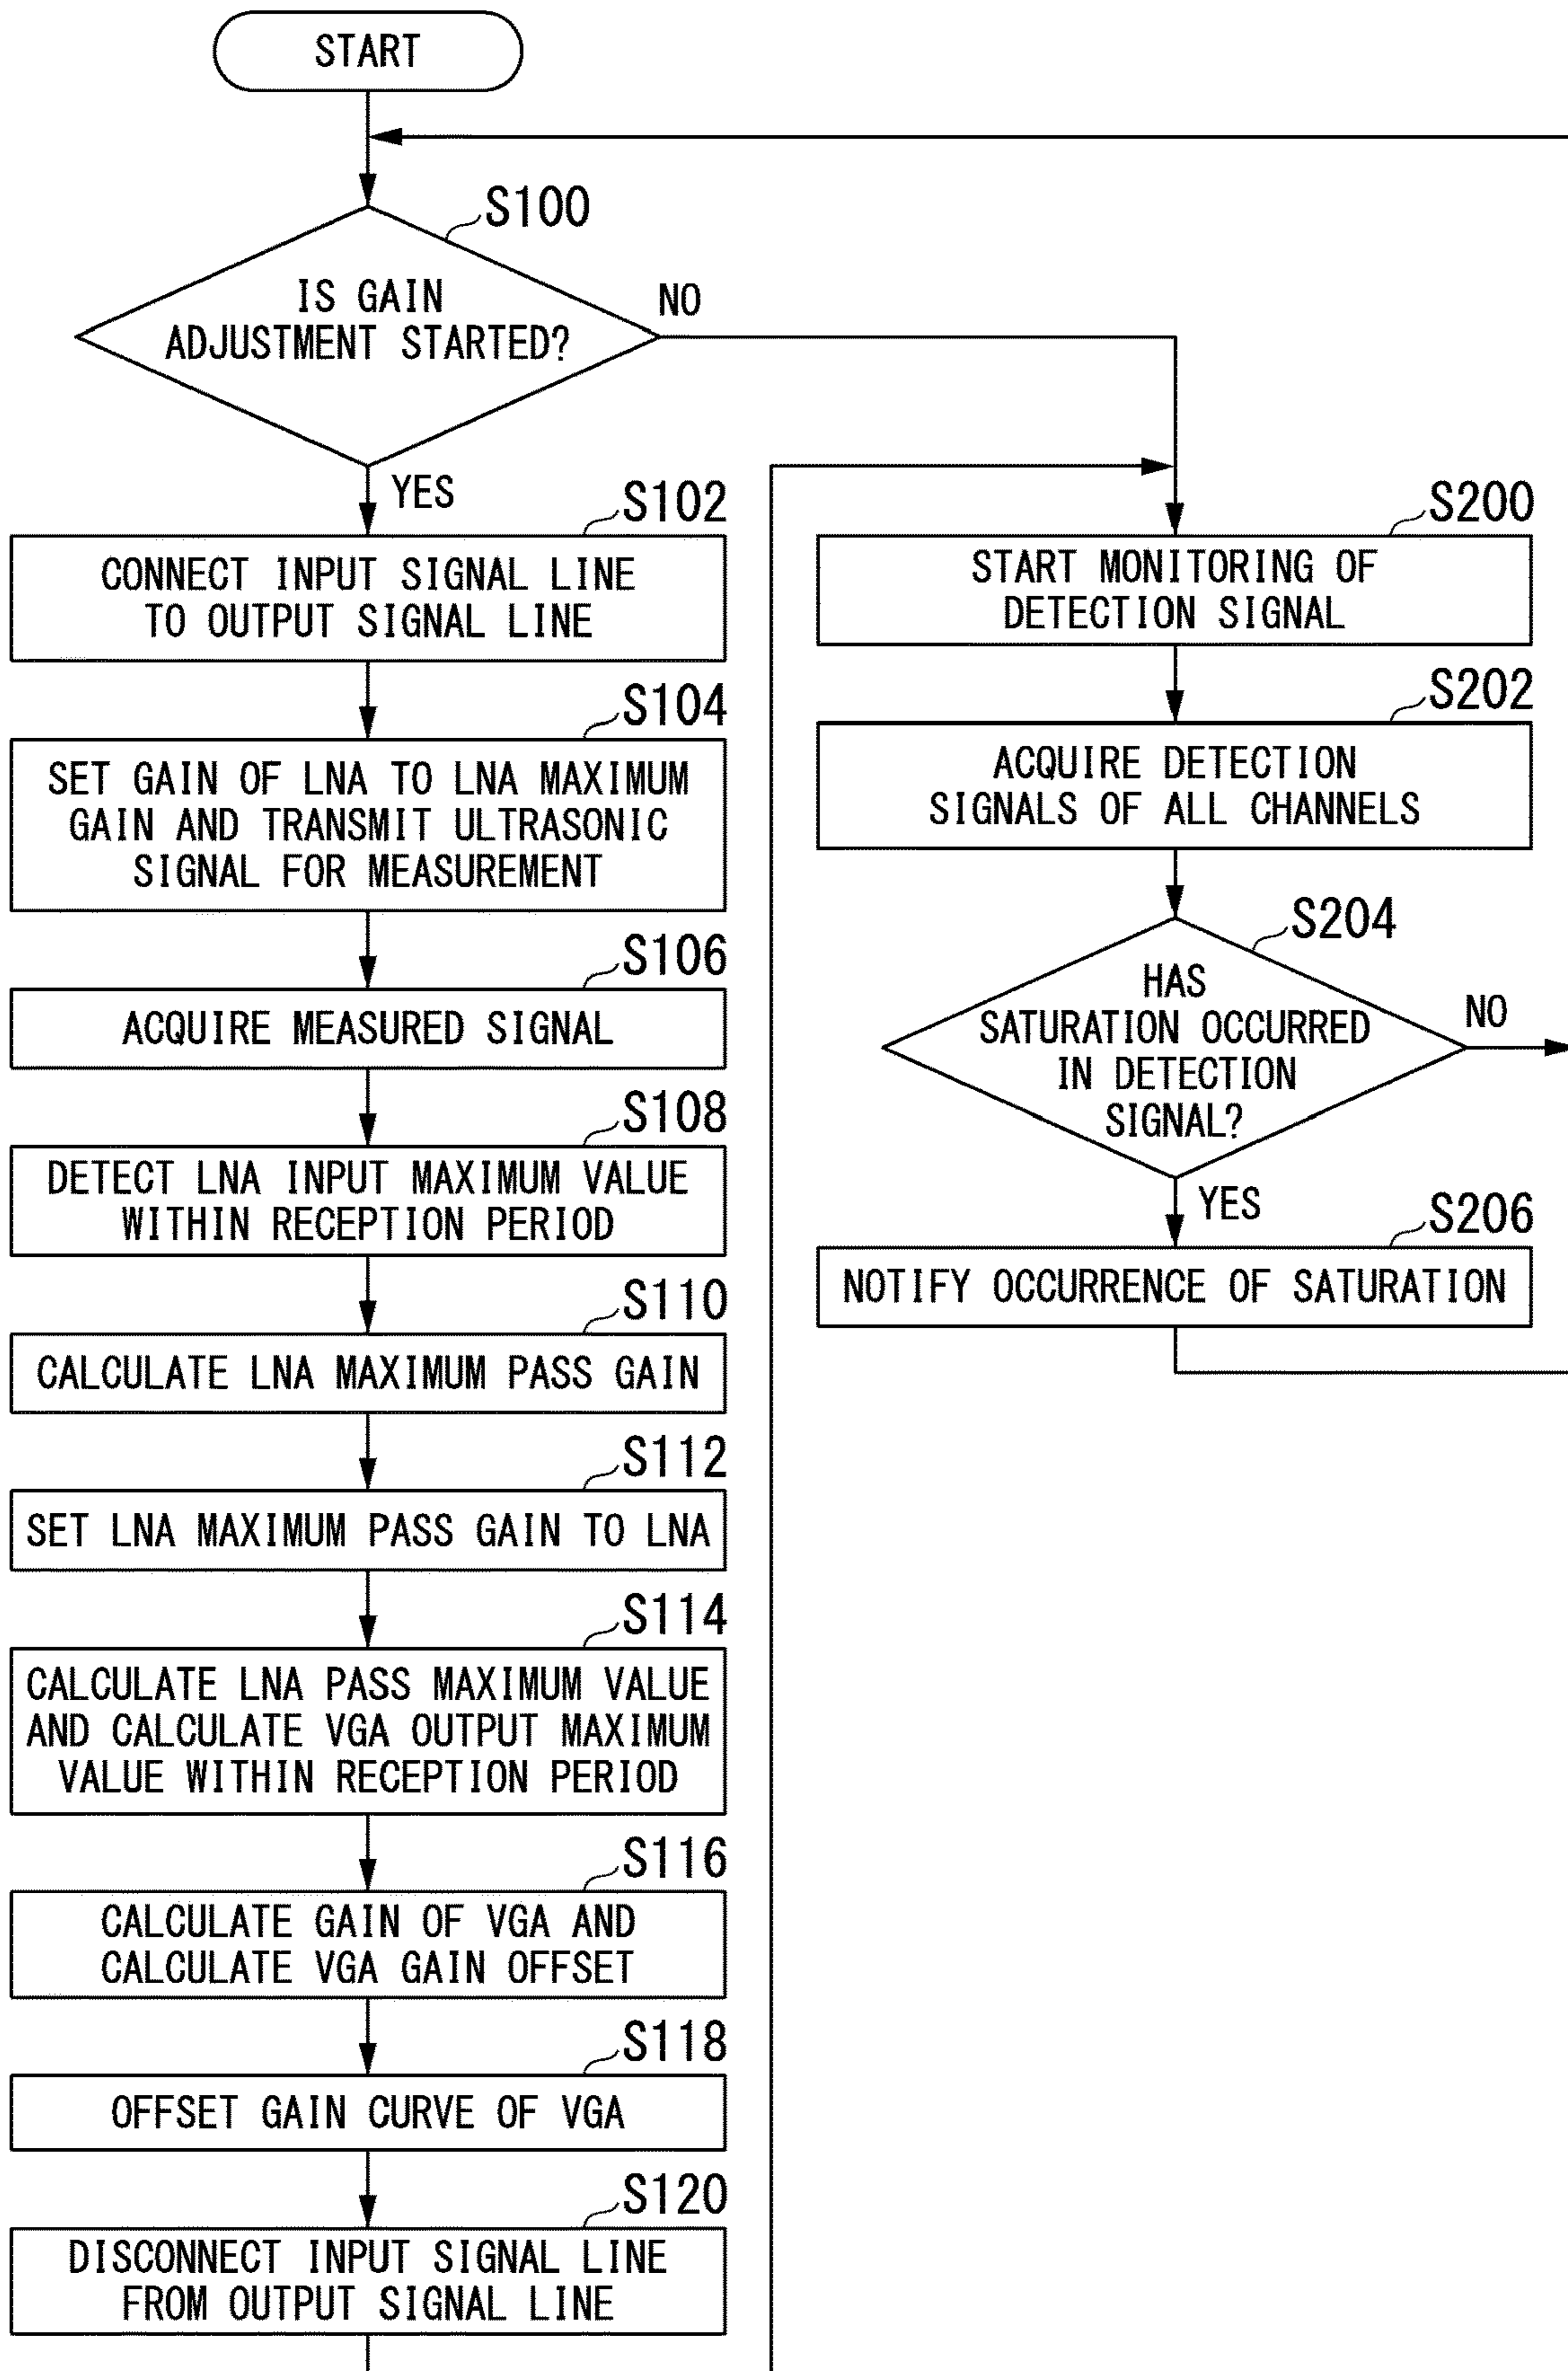 START
S100
IS GAIN
ADJUSTMENT STARTED?
NO
YES
S102
CONNECT INPUT SIGNAL LINE
TO OUTPUT SIGNAL LINE
S104
SET GAIN OF LNA TO LNA MAXIMUM
GAIN AND TRANSMIT ULTRASONIC
SIGNAL FOR MEASUREMENT
S106
ACQUIRE MEASURED SIGNAL
S108
DETECT LNA INPUT MAXIMUM VALUE
WITHIN RECEPTION PERIOD
S110
CALCULATE LNA MAXIMUM PASS GAIN
S112
SET LNA MAXIMUM PASS GAIN TO LNA
S114
CALCULATE LNA PASS MAXIMUM VALUE
AND CALCULATE VGA OUTPUT MAXIMUM
VALUE WITHIN RECEPTION PERIOD
S116
CALCULATE GAIN OF VGA AND
CALCULATE VGA GAIN OFFSET
S118
OFFSET GAIN CURVE OF VGA
S120
DISCONNECT INPUT SIGNAL LINE
FROM OUTPUT SIGNAL LINE
S200
START MONITORING OF
DETECTION SIGNAL
S202
ACQUIRE DETECTION
SIGNALS OF ALL CHANNELS
S204
HAS
SATURATION OCCURRED
IN DETECTION
SIGNAL?
NO
YES
S206
NOTIFY OCCURRENCE OF SATURATION